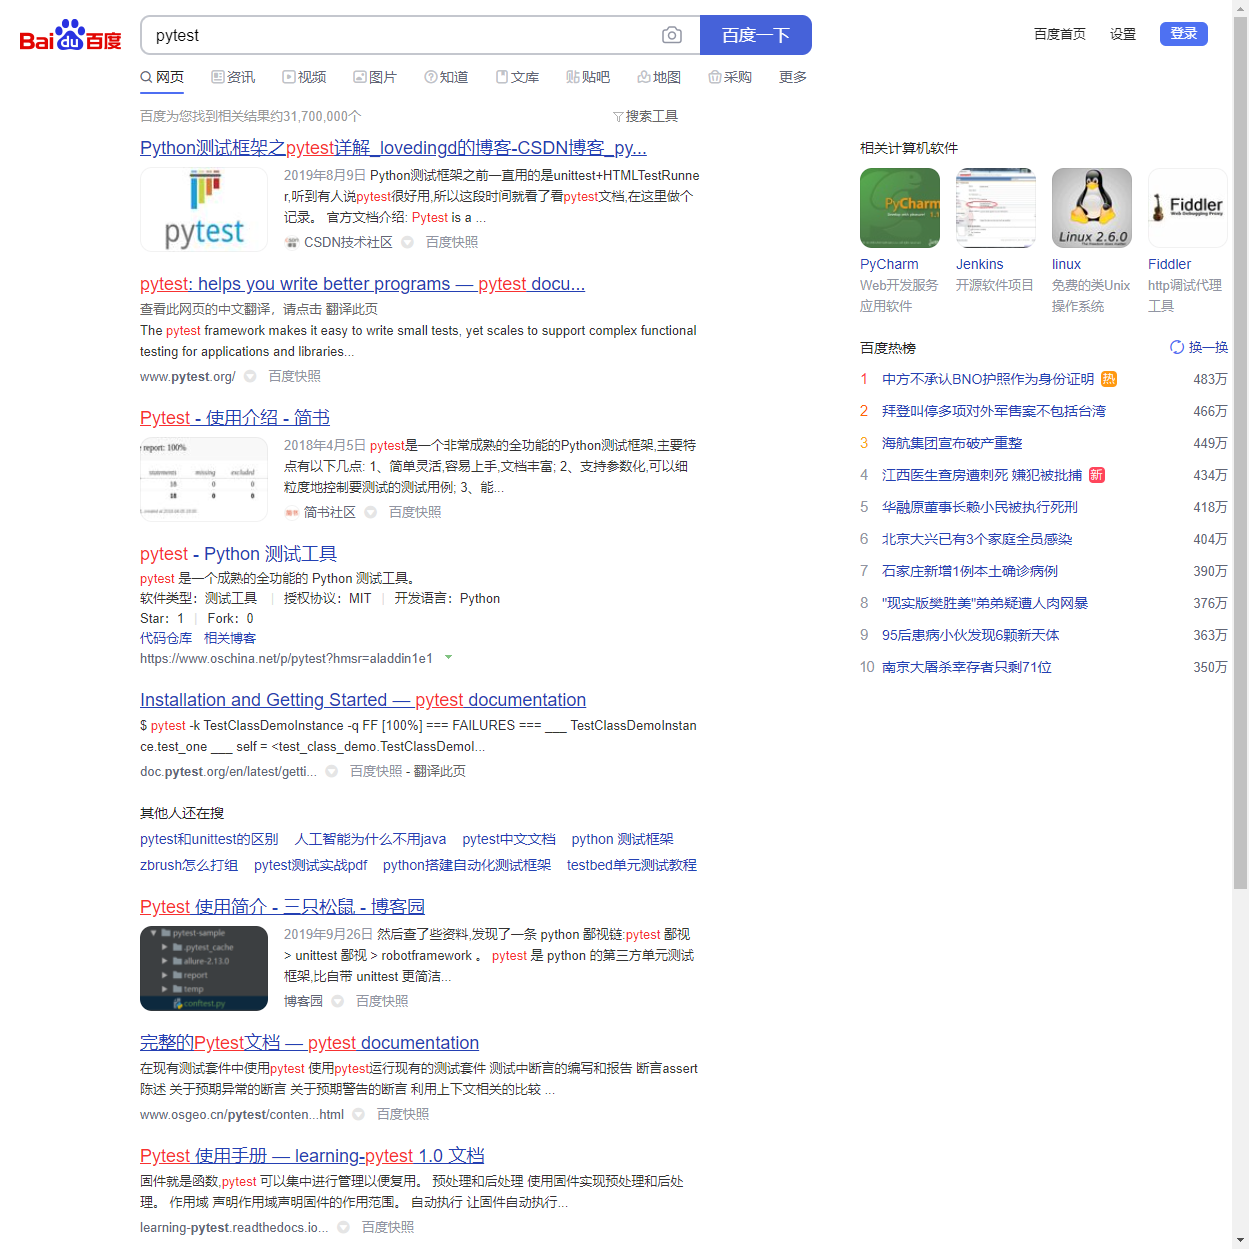 Bai du 百度
pytest
百度一下
百度首页 设置 登录
网页 资讯 视频 图片 知道 文库 贴吧 地图 采购 更多
百度为您找到相关结果约31,700,000个
搜索工具
Python测试框架之pytest详解_lovedingd的博客-CSDN博客_py...
pytest
2019年8月9日 Python测试框架之前一直用的是unittest+HTMLTestRunne
r,听到有人说pytest很好用,所以这段时间就看了看pytest文档,在这里做个
记录。 官方文档介绍: Pytest is a ...
CSDN技术社区 百度快照
pytest: helps you write better programs — pytest docu...
查看此网页的中文翻译，请点击 翻译此页
The pytest framework makes it easy to write small tests, yet scales to support complex functional
testing for applications and libraries...
www.pytest.org/ 百度快照
Pytest - 使用介绍 - 简书
e report: 100%
statements missing excluded
18 0 0
18 0 0
2018年4月5日 pytest是一个非常成熟的全功能的Python测试框架,主要特
点有以下几点: 1、简单灵活,容易上手,文档丰富; 2、支持参数化,可以细
粒度地控制要测试的测试用例; 3、能...
简书社区 百度快照
pytest - Python 测试工具
pytest 是一个成熟的全功能的 Python 测试工具。
软件类型：测试工具 | 授权协议：MIT | 开发语言：Python
Star：1 | Fork：0
代码仓库 相关博客
https://www.oschina.net/p/pytest?hmsr=aladdin1e1
Installation and Getting Started — pytest documentation
$ pytest -k TestClassDemoInstance -q FF [100%] === FAILURES === ___ TestClassDemoInstan
ce.test_one ___ self = <test_class_demo.TestClassDemoI...
doc.pytest.org/en/latest/getti... 百度快照 - 翻译此页
其他人还在搜
pytest和unittest的区别 人工智能为什么不用java pytest中文文档 python 测试框架
zbrush怎么打组 pytest测试实战pdf python搭建自动化测试框架 testbed单元测试教程
Pytest 使用简介 - 三只松鼠 - 博客园
pytest-sample
.pytest_cache
allure-2.13.0
report
temp
conftest.py
2019年9月26日 然后查了些资料,发现了一条 python 鄙视链:pytest 鄙视
> unittest 鄙视 > robotframework 。 pytest 是 python 的第三方单元测试
框架,比自带 unittest 更简洁...
博客园 百度快照
完整的Pytest文档 — pytest documentation
在现有测试套件中使用pytest 使用pytest运行现有的测试套件 测试中断言的编写和报告 断言assert
陈述 关于预期异常的断言 关于预期警告的断言 利用上下文相关的比较 ...
www.osgeo.cn/pytest/conten...html 百度快照
Pytest 使用手册 — learning-pytest 1.0 文档
固件就是函数,pytest 可以集中进行管理以便复用。 预处理和后处理 使用固件实现预处理和后处
理。 作用域 声明作用域声明固件的作用范围。 自动执行 让固件自动执行...
learning-pytest.readthedocs.io... 百度快照
相关计算机软件
PyCharm
Linux 2.6.0
Fiddler
Web Debugging Proxy
PyCharm Jenkins linux Fiddler
Web开发服务 开源软件项目 免费的类Unix http调试代理
应用软件 操作系统 工具
百度热榜 换一换
1 中方不承认BNO护照作为身份证明 热 483万
2 拜登叫停多项对外军售案不包括台湾 466万
3 海航集团宣布破产重整 449万
4 江西医生查房遭刺死 嫌犯被批捕 新 434万
5 华融原董事长赖小民被执行死刑 418万
6 北京大兴已有3个家庭全员感染 404万
7 石家庄新增1例本土确诊病例 390万
8 "现实版樊胜美"弟弟疑遭人肉网暴 376万
9 95后患病小伙发现6颗新天体 363万
10 南京大屠杀幸存者只剩71位 350万